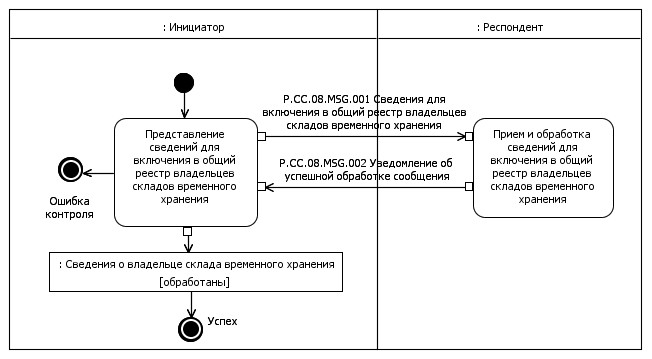 : Инициатор
: Респондент
P.CC.08.MSG.001 Сведения для
включения в общий реестр владельцев
складов временного хранения
Представление
сведений для
включения в общий
реестр владельцев
складов временного
хранения
Прием и обработка
сведений для
включения в общий
реестр владельцев
складов временного
хранения
P.CC.08.MSG.002 Уведомление об
успешной обработке сообщения
Ошибка
контроля
: Сведения о владельце склада временного хранения
[обработаны]
Успех